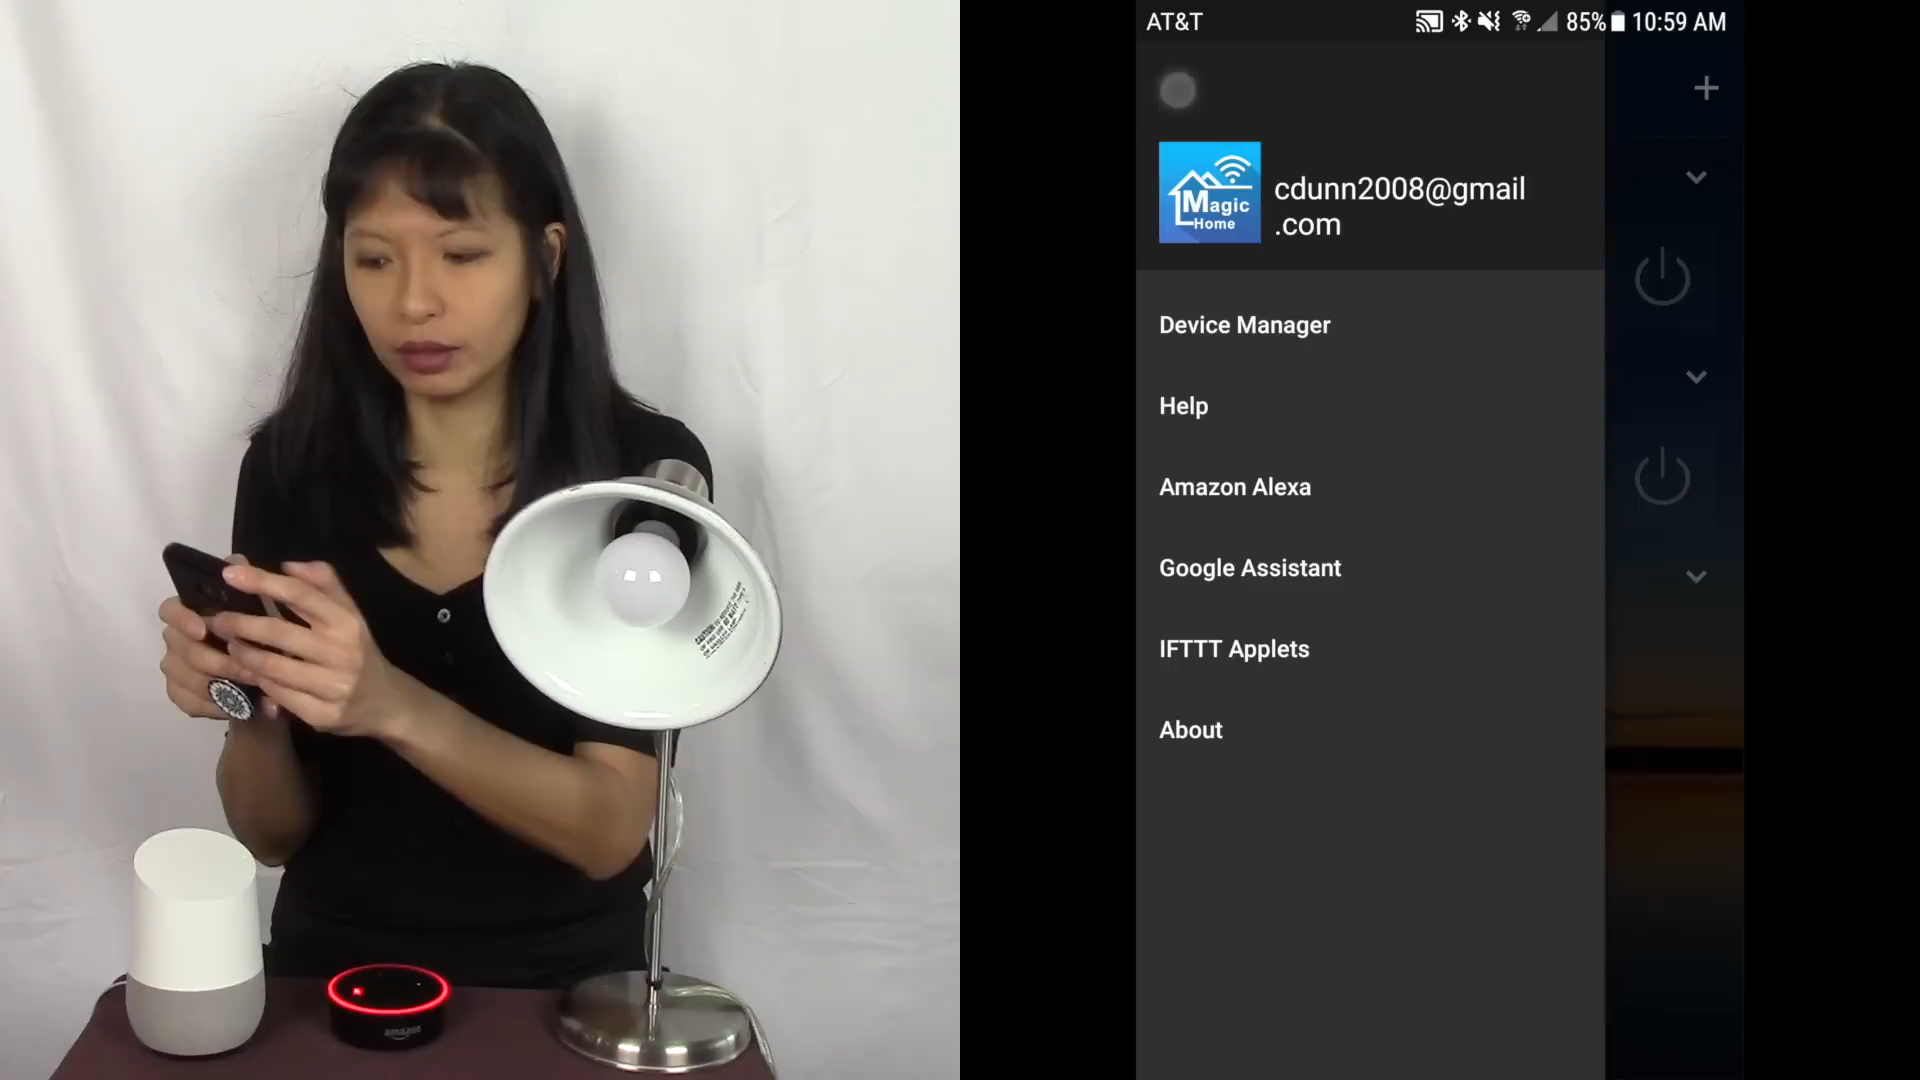 AT&T
85% 10:59 AM
Magic
Home
cdunn2008@gmail
.com
Device Manager
Help
Amazon Alexa
Google Assistant
IFTTT Applets
About
amazon